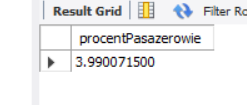 Result Grid Filter Ro
procentPasazerowie
3.990071500